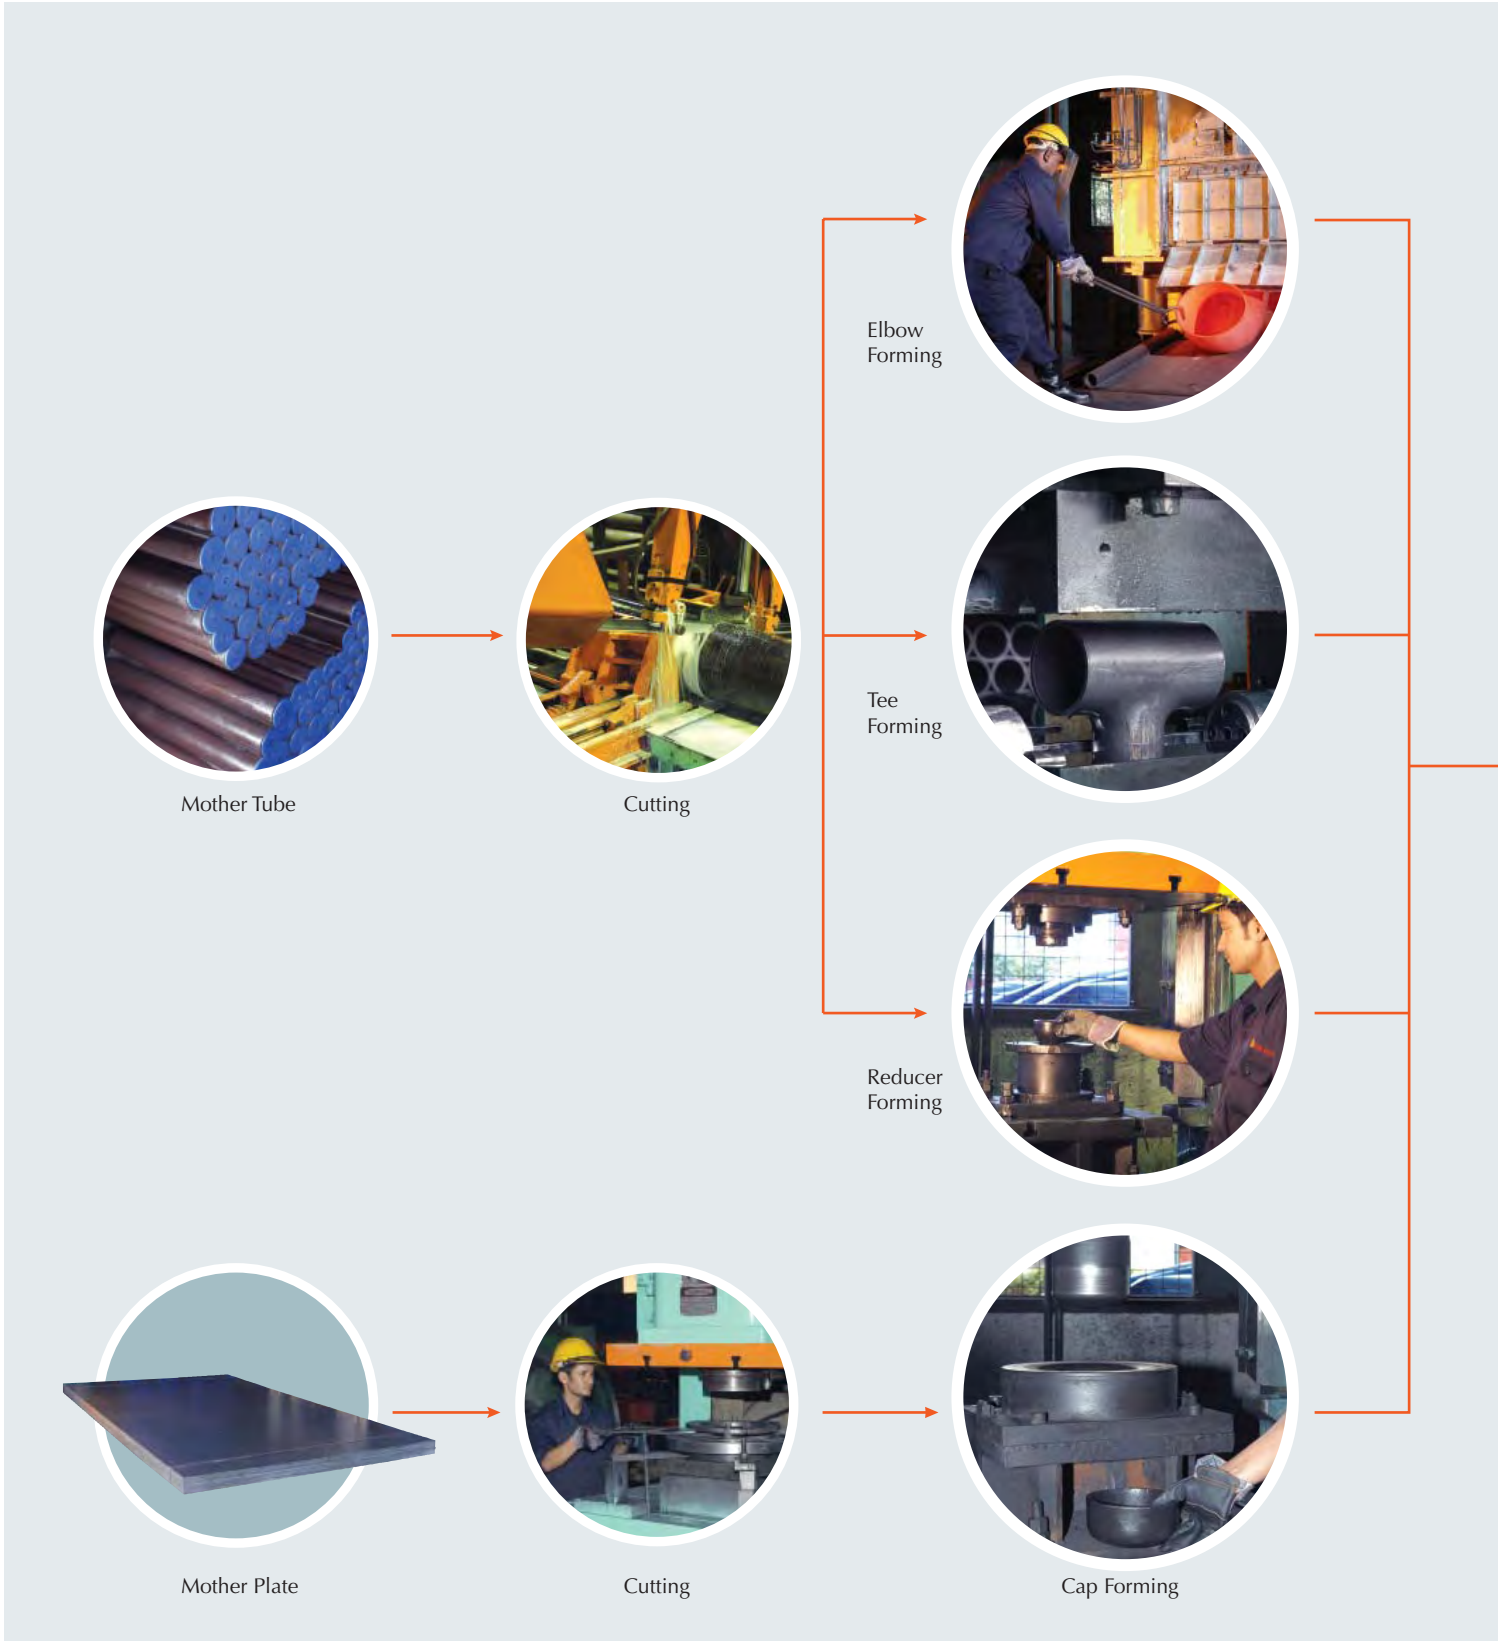 Elbow
Forming
Tee
Forming
Mother Tube
Cutting
Reducer
Forming
Mother Plate
Cutting
Cap Forming